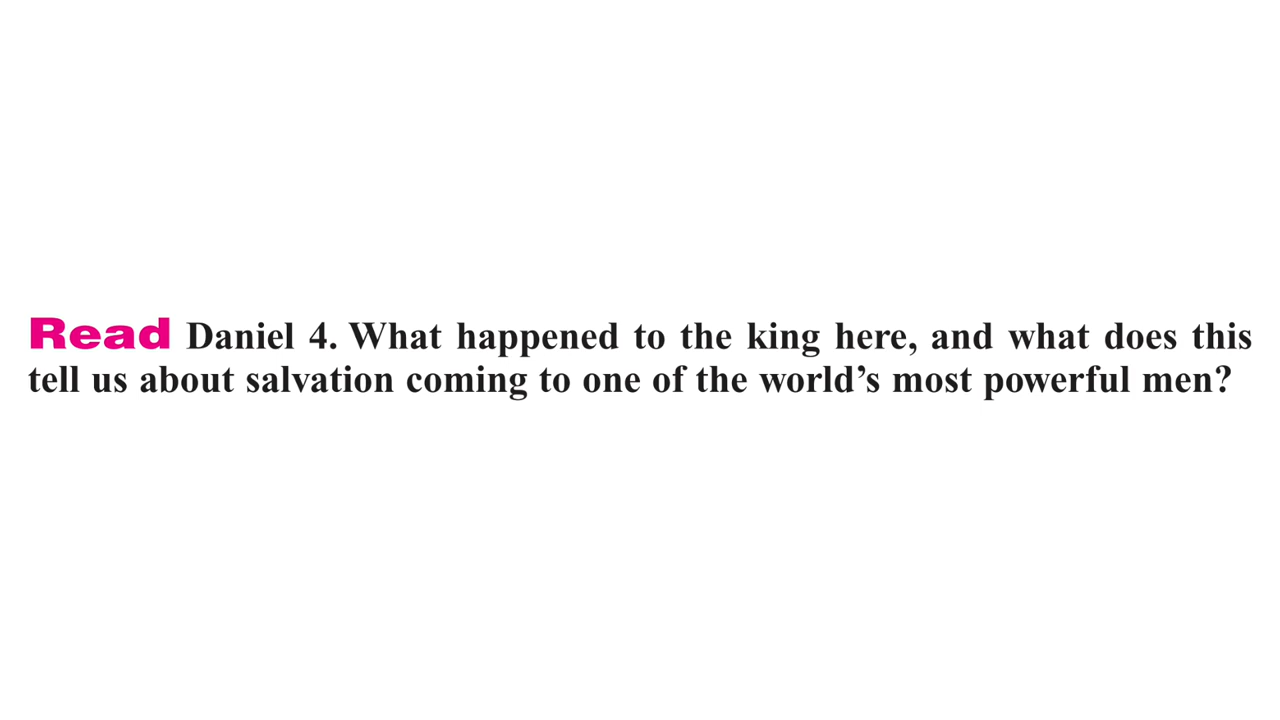 Read Daniel 4. What happened to the king here, and what does this
tell us about salvation coming to one of the world’s most powerful men?